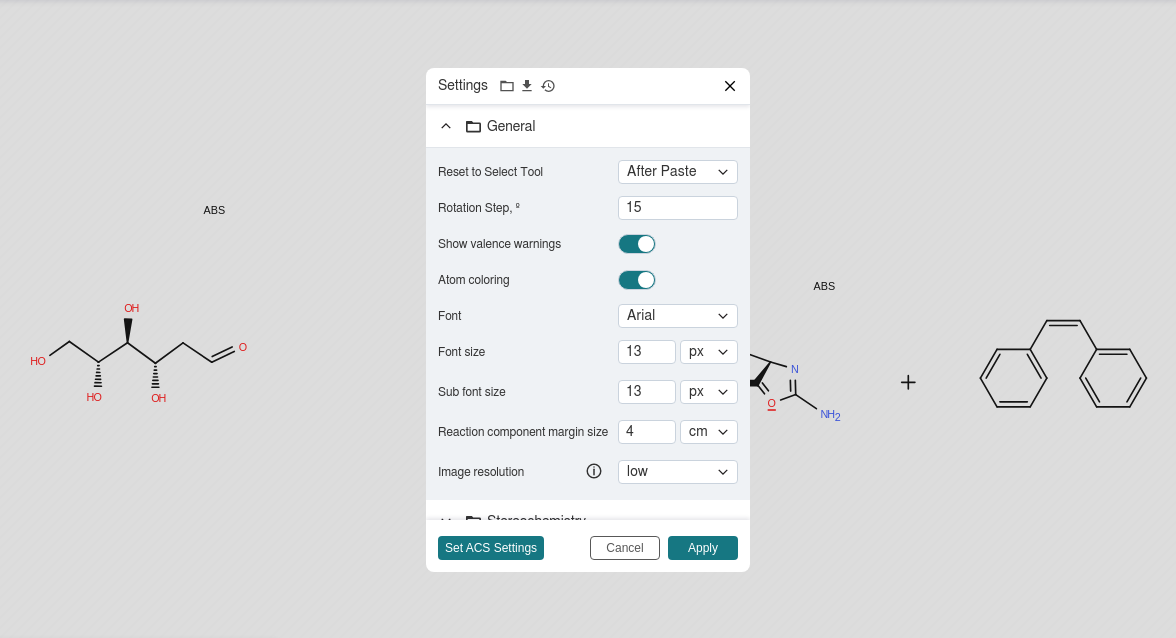 Settings
General
Reset to Select Tool After Paste
Rotation Step, º 15
Show valence warnings
Atom coloring
Font Arial
Font size 13 px
Sub font size 13 px
Reaction component margin size 4 cm
Image resolution low
Stereochemistry
Set ACS Settings Cancel Apply
ABS
OH
HO
O
HO
OH
ABS
N
O
NH2
+